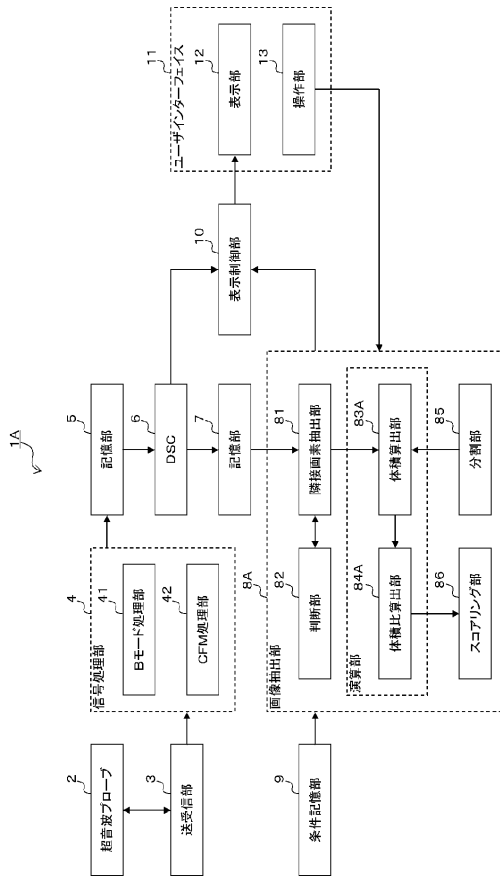 1A
2
超音波プローブ
3
送受信部
4
信号処理部
41
Bモード処理部
42
CFM処理部
5
記憶部
6
DSC
7
記憶部
10
表示制御部
11
ユーザインターフェイス
12
表示部
13
操作部
9
条件記憶部
8A
画像抽出部
82
判断部
81
隣接画素抽出部
演算部
84A
体積比算出部
83A
体積算出部
86
スコアリング部
85
分割部